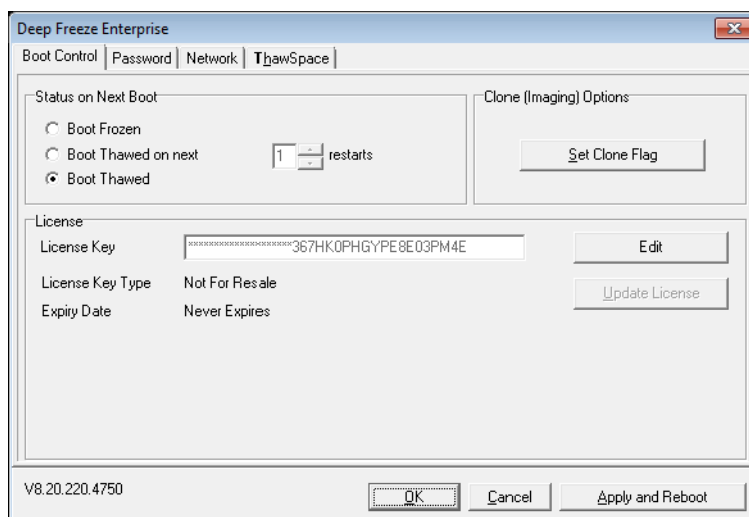 Deep Freeze Enterprise
Boot Control Password Network ThawSpace
Status on Next Boot
Boot Frozen
Boot Thawed on next 1 restarts
Boot Thawed
Clone (Imaging) Options
Set Clone Flag
License
License Key ********************367HK0PHGYPE8E03PM4E Edit
License Key Type Not For Resale Update License
Expiry Date Never Expires
V8.20.220.4750 OK Cancel Apply and Reboot